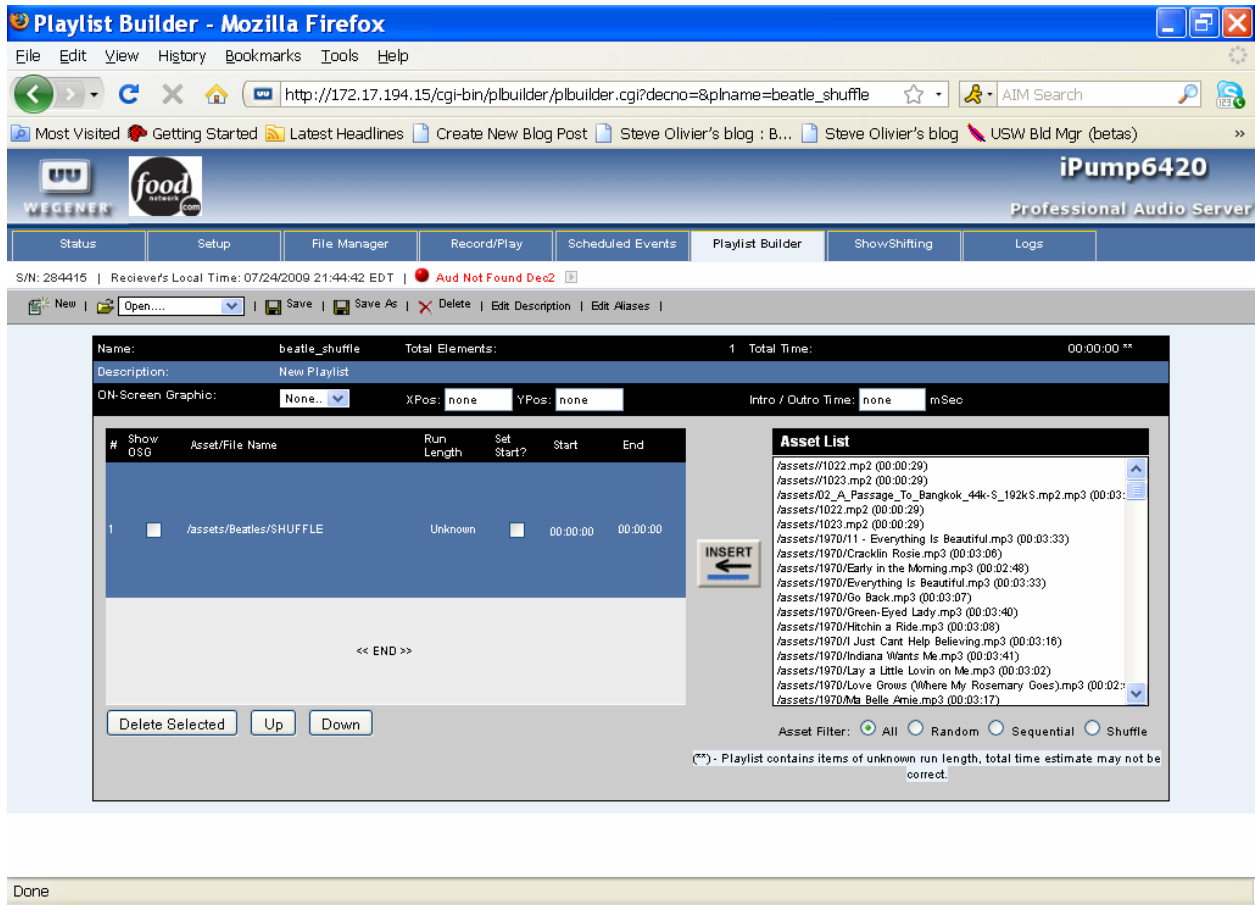 Playlist Builder - Mozilla Firefox
File Edit View History Bookmarks Tools Help
http://172.17.194.15/cgi-bin/plbuilder/plbuilder.cgi?decno=&plname=beatle_shuffle AIM Search
Most Visited Getting Started Latest Headlines Create New Blog Post Steve Olivier's blog : B... Steve Olivier's blog USW Bld Mgr (betas) »
WEGENER food network .com iPump6420
Professional Audio Server
Status Setup File Manager Record/Play Scheduled Events Playlist Builder ShowShifting Logs
S/N: 284415 | Reciever's Local Time: 07/24/2009 21:44:42 EDT | Aud Not Found Dec2
New | Open.... | Save | Save As | Delete | Edit Description | Edit Aliases |
Name: beatle_shuffle Total Elements: 1 Total Time: 00:00:00 **
Description: New Playlist
ON-Screen Graphic: None.. XPos: none YPos: none Intro / Outro Time: none mSec
# Show OSG Asset/File Name Run Length Set Start? Start End
1 /assets/Beatles/SHUFFLE Unknown 00:00:00 00:00:00
<< END >>
Delete Selected Up Down
INSERT
Asset List
/assets//1022.mp2 (00:00:29)
/assets//1023.mp2 (00:00:29)
/assets/02_A_Passage_To_Bangkok_44k-S_192kS.mp2.mp3 (00:03:
/assets/1022.mp2 (00:00:29)
/assets/1023.mp2 (00:00:29)
/assets/1970/11 - Everything Is Beautiful.mp3 (00:03:33)
/assets/1970/Cracklin Rosie.mp3 (00:03:06)
/assets/1970/Early in the Morning.mp3 (00:02:48)
/assets/1970/Everything Is Beautiful.mp3 (00:03:33)
/assets/1970/Go Back.mp3 (00:03:07)
/assets/1970/Green-Eyed Lady.mp3 (00:03:40)
/assets/1970/Hitchin a Ride.mp3 (00:03:08)
/assets/1970/I Just Cant Help Believing.mp3 (00:03:16)
/assets/1970/Indiana Wants Me.mp3 (00:03:41)
/assets/1970/Lay a Little Lovin on Me.mp3 (00:03:02)
/assets/1970/Love Grows (Where My Rosemary Goes).mp3 (00:02:
/assets/1970/Ma Belle Amie.mp3 (00:03:17)
Asset Filter: All Random Sequential Shuffle
(**) - Playlist contains items of unknown run length, total time estimate may not be
correct.
Done